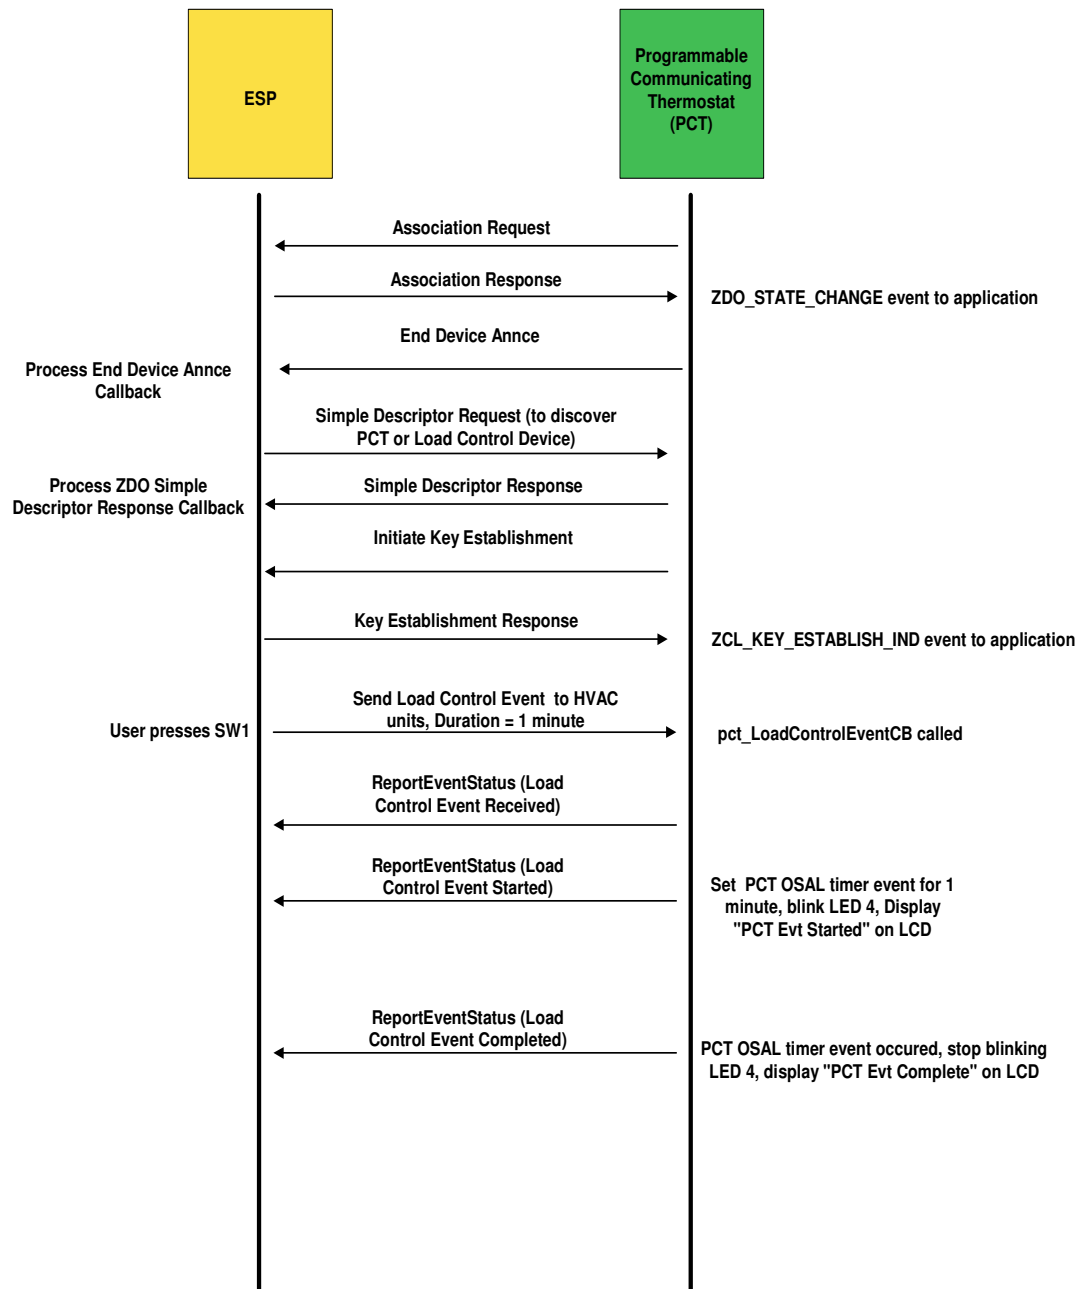 ESP
Programmable
Communicating
Thermostat
(PCT)
Association Request
Association Response
ZDO_STATE_CHANGE event to application
End Device Annce
Process End Device Annce
Callback
Simple Descriptor Request (to discover
PCT or Load Control Device)
Process ZDO Simple
Descriptor Response Callback
Simple Descriptor Response
Initiate Key Establishment
Key Establishment Response
ZCL_KEY_ESTABLISH_IND event to application
User presses SW1
Send Load Control Event to HVAC
units, Duration = 1 minute
pct_LoadControlEventCB called
ReportEventStatus (Load
Control Event Received)
ReportEventStatus (Load
Control Event Started)
Set PCT OSAL timer event for 1
minute, blink LED 4, Display
"PCT Evt Started" on LCD
ReportEventStatus (Load
Control Event Completed)
PCT OSAL timer event occured, stop blinking
LED 4, display "PCT Evt Complete" on LCD